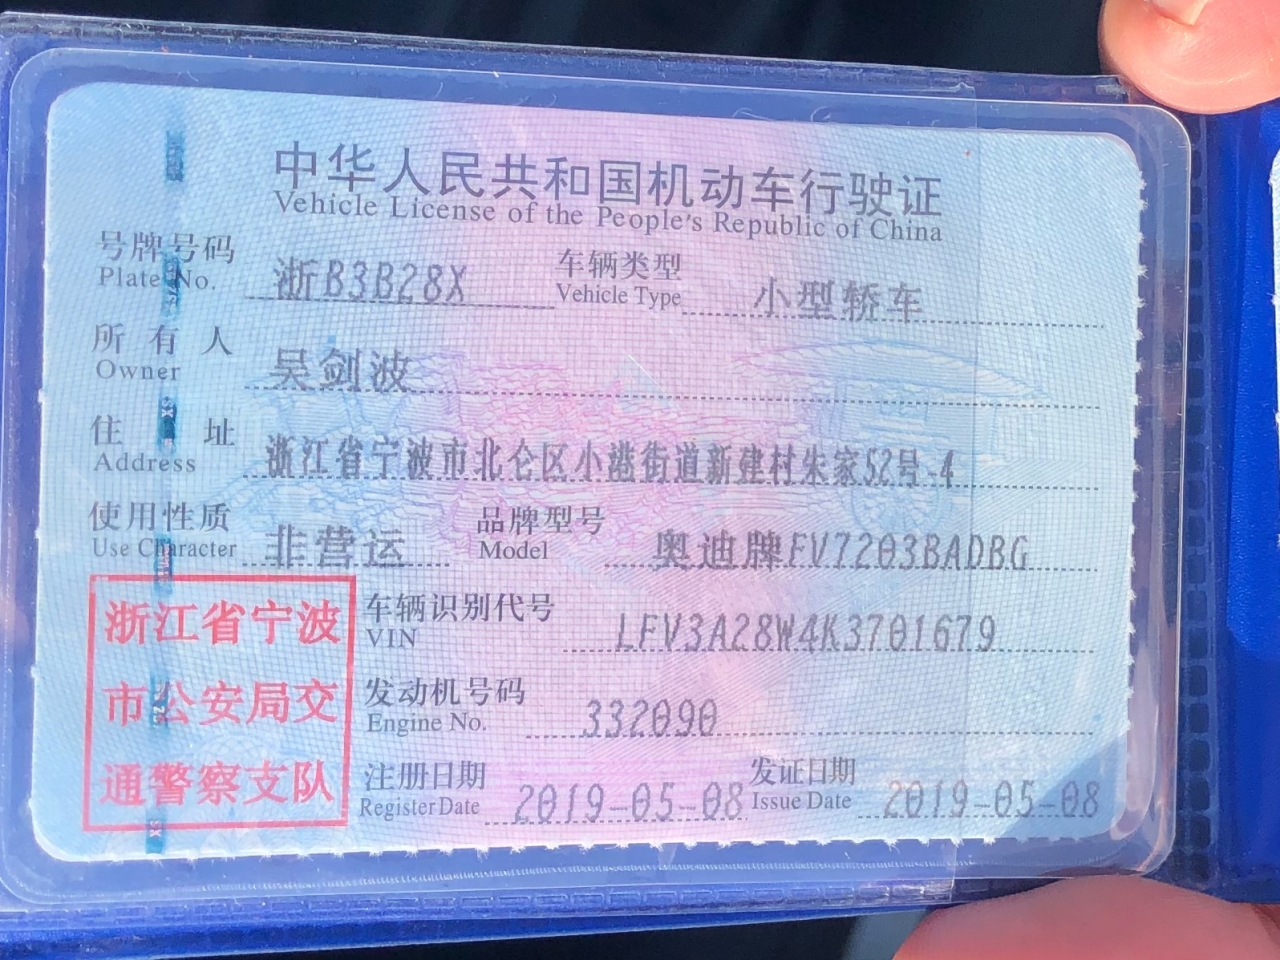 中华人民共和国机动车行驶证
Vehicle License of the People's Republic of China
号牌号码 浙B3B28X 车辆类型 小型轿车
Plate No. Vehicle Type
所有人 吴剑波
Owner
住址 浙江省宁波市北仑区小港街道新建村朱家52号-4
Address
使用性质 非营运 品牌型号 奥迪牌FV7203BADBG
Use Character Model
浙江省宁波
市公安局交
通警察支队
车辆识别代号 LFV3A28W4K3701679
VIN
发动机号码 332090
Engine No.
注册日期 2019-05-08 发证日期 2019-05-08
Register Date Issue Date